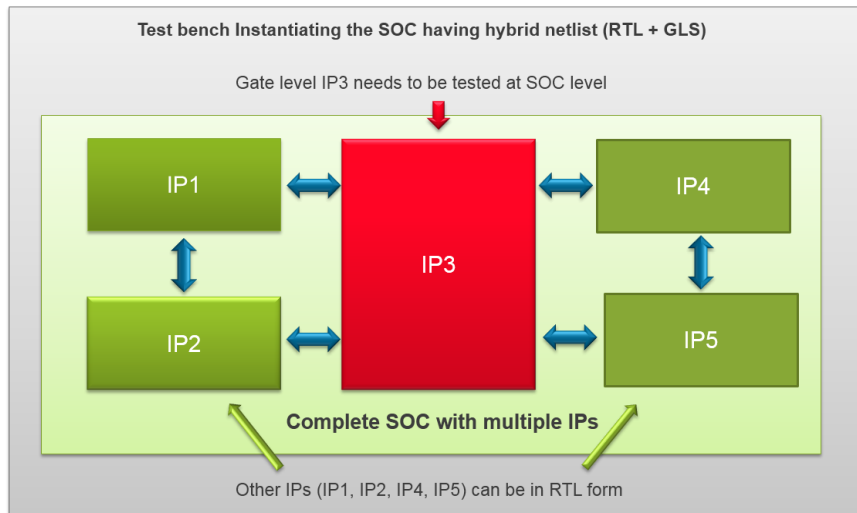 Test bench Instantiating the SOC having hybrid netlist (RTL + GLS)
Gate level IP3 needs to be tested at SOC level
IP1
IP3
IP4
IP2
IP5
Complete SOC with multiple IPs
Other IPs (IP1, IP2, IP4, IP5) can be in RTL form